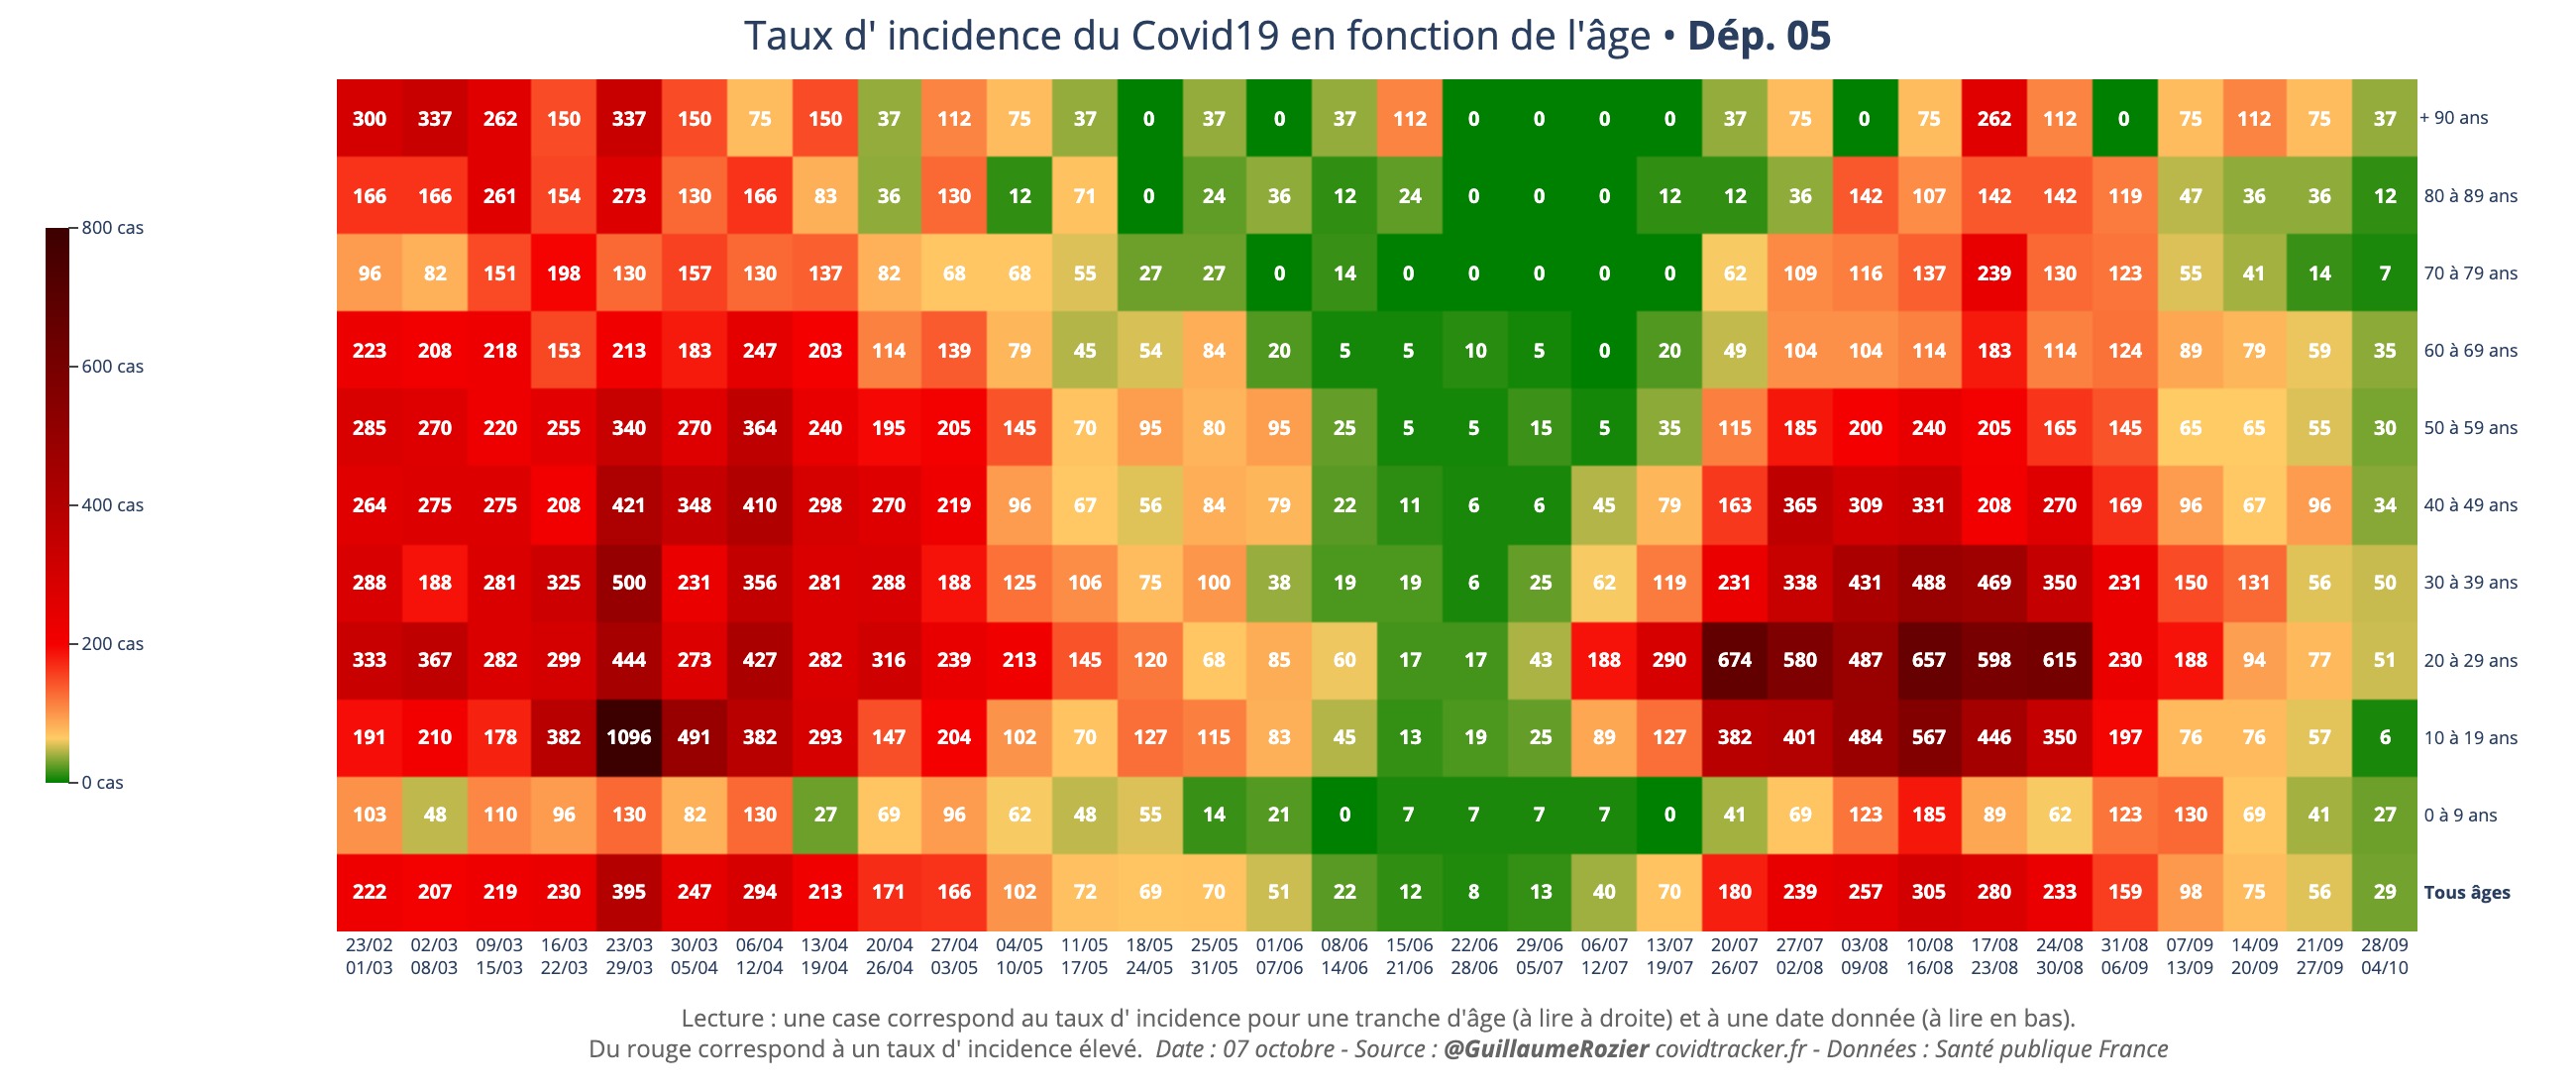 Taux d' incidence du Covid19 en fonction de l'âge • Dép. 05
800 cas
600 cas
400 cas
200 cas
0 cas
300 337 262 150 337 150 75 150 37 112 75 37 0 37 0 37 112 0 0 0 0 37 75 0 75 262 112 0 75 112 75 37 + 90 ans
166 166 261 154 273 130 166 83 36 130 12 71 0 24 36 12 24 0 0 0 12 12 36 142 107 142 142 119 47 36 36 12 80 à 89 ans
96 82 151 198 130 157 130 137 82 68 68 55 27 27 0 14 0 0 0 0 0 62 109 116 137 239 130 123 55 41 14 7 70 à 79 ans
223 208 218 153 213 183 247 203 114 139 79 45 54 84 20 5 5 10 5 0 20 49 104 104 114 183 114 124 89 79 59 35 60 à 69 ans
285 270 220 255 340 270 364 240 195 205 145 70 95 80 95 25 5 5 15 5 35 115 185 200 240 205 165 145 65 65 55 30 50 à 59 ans
264 275 275 208 421 348 410 298 270 219 96 67 56 84 79 22 11 6 6 45 79 163 365 309 331 208 270 169 96 67 96 34 40 à 49 ans
288 188 281 325 500 231 356 281 288 188 125 106 75 100 38 19 19 6 25 62 119 231 338 431 488 469 350 231 150 131 56 50 30 à 39 ans
333 367 282 299 444 273 427 282 316 239 213 145 120 68 85 60 17 17 43 188 290 674 580 487 657 598 615 230 188 94 77 51 20 à 29 ans
191 210 178 382 1096 491 382 293 147 204 102 70 127 115 83 45 13 19 25 89 127 382 401 484 567 446 350 197 76 76 57 6 10 à 19 ans
103 48 110 96 130 82 130 27 69 96 62 48 55 14 21 0 7 7 7 7 0 41 69 123 185 89 62 123 130 69 41 27 0 à 9 ans
222 207 219 230 395 247 294 213 171 166 102 72 69 70 51 22 12 8 13 40 70 180 239 257 305 280 233 159 98 75 56 29 Tous âges
23/02 02/03 09/03 16/03 23/03 30/03 06/04 13/04 20/04 27/04 04/05 11/05 18/05 25/05 01/06 08/06 15/06 22/06 29/06 06/07 13/07 20/07 27/07 03/08 10/08 17/08 24/08 31/08 07/09 14/09 21/09 28/09
01/03 08/03 15/03 22/03 29/03 05/04 12/04 19/04 26/04 03/05 10/05 17/05 24/05 31/05 07/06 14/06 21/06 28/06 05/07 12/07 19/07 26/07 02/08 09/08 16/08 23/08 30/08 06/09 13/09 20/09 27/09 04/10
Lecture : une case correspond au taux d' incidence pour une tranche d'âge (à lire à droite) et à une date donnée (à lire en bas).
Du rouge correspond à un taux d' incidence élevé. Date : 07 octobre - Source : @GuillaumeRozier covidtracker.fr - Données : Santé publique France